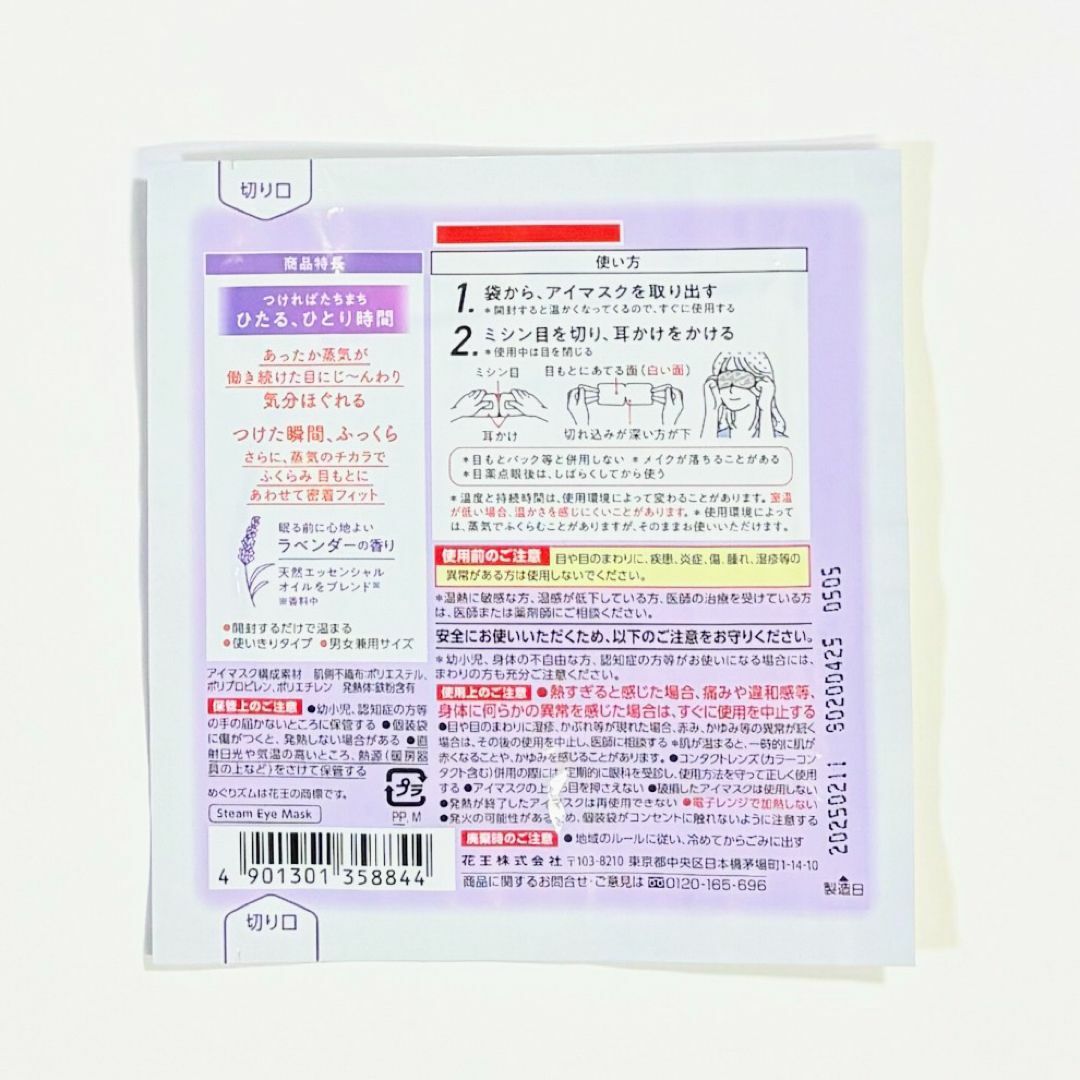 切り口
商品特長
つければたちまち
ひたる、ひとり時間
あったか蒸気が
働き続けた目にじ〜んわり
気分ほぐれる
つけた瞬間、ふっくら
さらに、蒸気のチカラで
ふくらみ 目もとに
あわせて密着フィット
眠る前に心地よい
ラベンダーの香り
天然エッセンシャル
オイルをブレンド※
※香料中
●開封するだけで温まる
●使いきりタイプ ●男女兼用サイズ
アイマスク構成素材 肌側不織布:ポリエステル、
ポリプロピレン、ポリエチレン 発熱体:鉄粉含有
保管上のご注意 ●幼小児、認知症の方等
の手の届かないところに保管する ●個装袋
に傷がつくと、発熱しない場合がある ●直
射日光や気温の高いところ、熱源(暖房器
具の上など)をさけて保管する
めぐりズムは花王の商標です。
Steam Eye Mask
プラ
PP, M
4 901301 358844
切り口
使い方
1. 袋から、アイマスクを取り出す
＊開封すると温かくなってくるので、すぐに使用する
2. ミシン目を切り、耳かけをかける
＊使用中は目を閉じる
ミシン目 目もとにあてる面(白い面)
耳かけ 切れ込みが深い方が下
＊目もとパック等と併用しない ＊メイクが落ちることがある
＊目薬点眼後は、しばらくしてから使う
＊温度と持続時間は、使用環境によって変わることがあります。室温
が低い場合、温かさを感じにくいことがあります。＊使用環境によって
は、蒸気でふくらむことがありますが、そのままお使いいただけます。
使用前のご注意 目や目のまわりに、疾患、炎症、傷、腫れ、湿疹等の
異常がある方は使用しないでください。
＊温熱に敏感な方、温感が低下している方、医師の治療を受けている方
は、医師または薬剤師にご相談ください。
安全にお使いいただくため、以下のご注意をお守りください。
＊幼小児、身体の不自由な方、認知症の方等がお使いになる場合には、
まわりの方も充分ご注意ください。
使用上のご注意 ●熱すぎると感じた場合、痛みや違和感等、
身体に何らかの異常を感じた場合は、すぐに使用を中止する
●目や目のまわりに湿疹、かぶれ等が現れた場合、赤み、かゆみ等の異常が続く
場合は、その後の使用を中止し、医師に相談する ＊肌が温まると、一時的に肌が
赤くなることや、かゆみを感じることがあります。●コンタクトレンズ(カラーコン
タクト含む)併用の際には、定期的に眼科を受診し、使用方法を守って正しく使用
する ●アイマスクの上から目を押さえない ●破損したアイマスクは使用しない
●発熱が終了したアイマスクは再使用できない ●電子レンジで加熱しない
●発火の可能性があるため、個装袋がコンセントに触れないように注意する
廃棄時のご注意 ●地域のルールに従い、冷めてからごみに出す
花王株式会社 〒103-8210 東京都中央区日本橋茅場町1-14-10
商品に関するお問合せ・ご意見は 0120-165-696
20250211 S0200425 0505
製造日